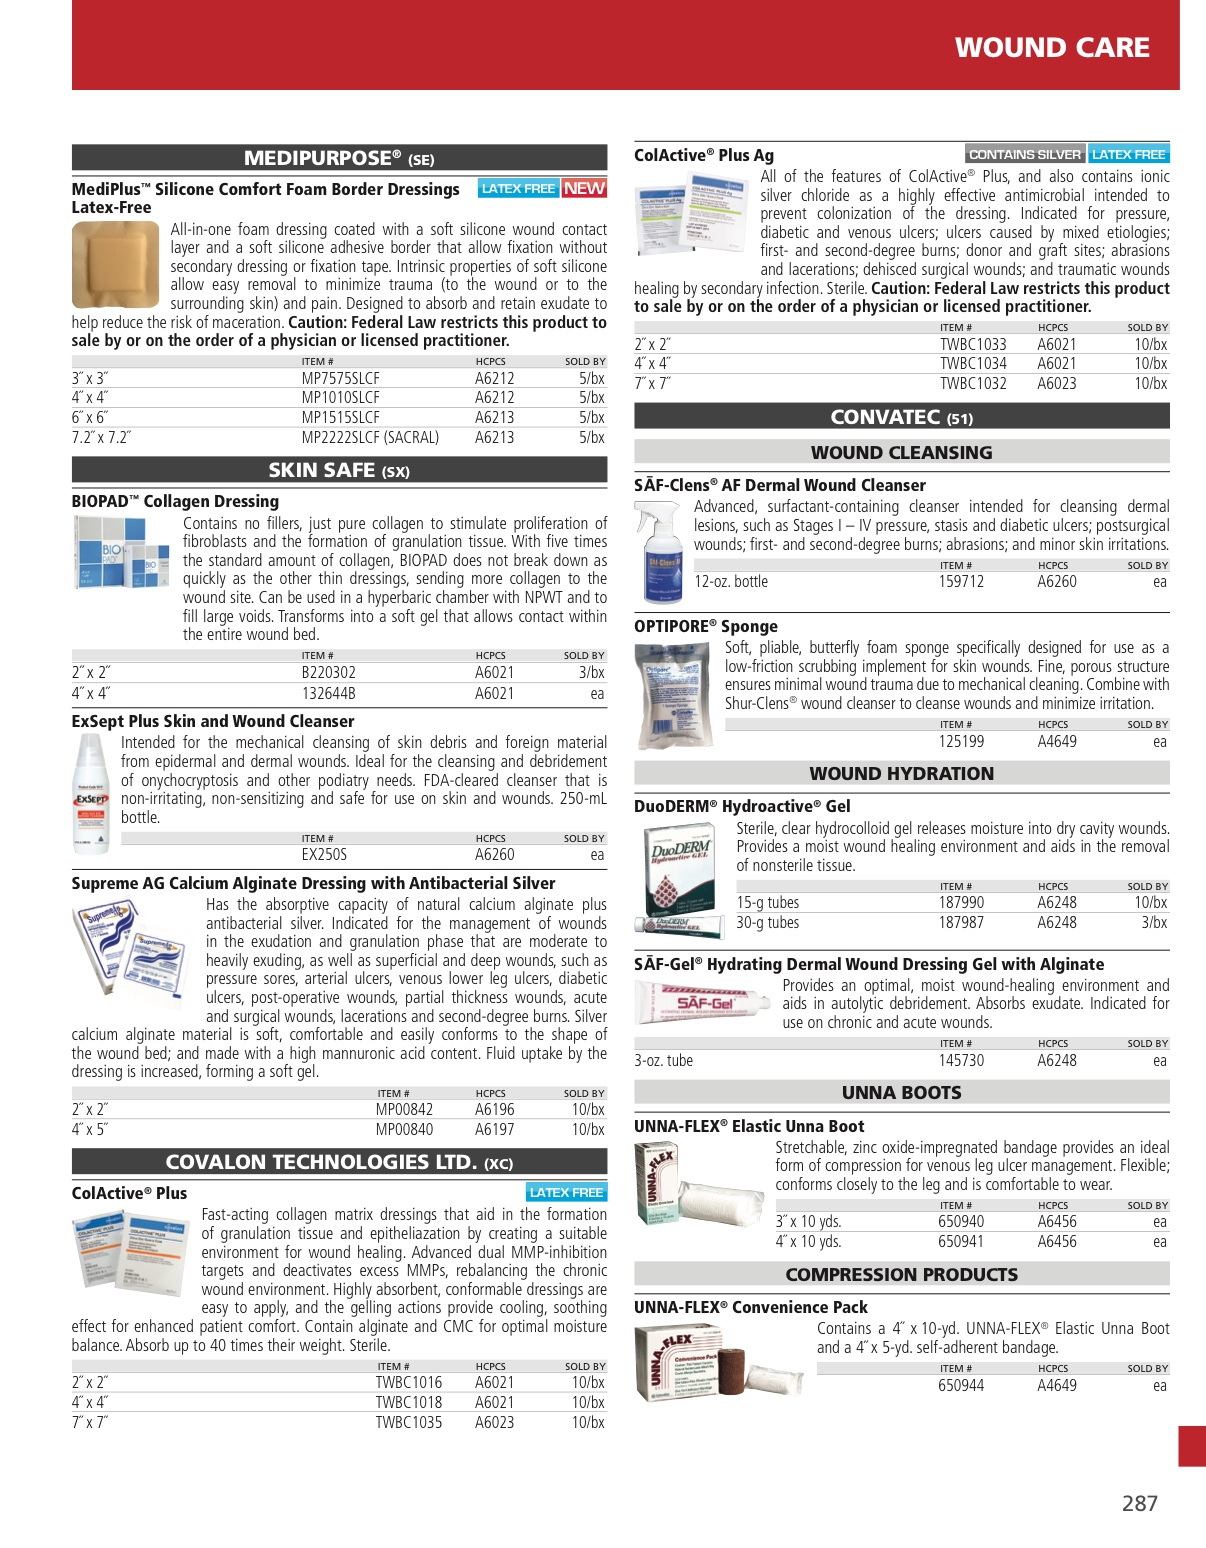 WOUND CARE
MEDIPURPOSE® (SE)
MediPlus™ Silicone Comfort Foam Border Dressings
Latex-Free
LATEX FREE NEW
All-in-one foam dressing coated with a soft silicone wound contact
layer and a soft silicone adhesive border that allow fixation without
secondary dressing or fixation tape. Intrinsic properties of soft silicone
allow easy removal to minimize trauma (to the wound or to the
surrounding skin) and pain. Designed to absorb and retain exudate to
help reduce the risk of maceration. Caution: Federal Law restricts this product to
sale by or on the order of a physician or licensed practitioner.
ITEM # HCPCS SOLD BY
3˝ x 3˝ MP7575SLCF A6212 5/bx
4˝ x 4˝ MP1010SLCF A6212 5/bx
6˝ x 6˝ MP1515SLCF A6213 5/bx
7.2˝ x 7.2˝ MP2222SLCF (SACRAL) A6213 5/bx
SKIN SAFE (SX)
BIOPAD™ Collagen Dressing
Contains no fillers, just pure collagen to stimulate proliferation of
fibroblasts and the formation of granulation tissue. With five times
the standard amount of collagen, BIOPAD does not break down as
quickly as the other thin dressings, sending more collagen to the
wound site. Can be used in a hyperbaric chamber with NPWT and to
fill large voids. Transforms into a soft gel that allows contact within
the entire wound bed.
ITEM # HCPCS SOLD BY
2˝ x 2˝ B220302 A6021 3/bx
4˝ x 4˝ 132644B A6021 ea
ExSept Plus Skin and Wound Cleanser
Intended for the mechanical cleansing of skin debris and foreign material
from epidermal and dermal wounds. Ideal for the cleansing and debridement
of onychocryptosis and other podiatry needs. FDA-cleared cleanser that is
non-irritating, non-sensitizing and safe for use on skin and wounds. 250-mL
bottle.
ITEM # HCPCS SOLD BY
EX250S A6260 ea
Supreme AG Calcium Alginate Dressing with Antibacterial Silver
Has the absorptive capacity of natural calcium alginate plus
antibacterial silver. Indicated for the management of wounds
in the exudation and granulation phase that are moderate to
heavily exuding, as well as superficial and deep wounds, such as
pressure sores, arterial ulcers, venous lower leg ulcers, diabetic
ulcers, post-operative wounds, partial thickness wounds, acute
and surgical wounds, lacerations and second-degree burns. Silver
calcium alginate material is soft, comfortable and easily conforms to the shape of
the wound bed; and made with a high mannuronic acid content. Fluid uptake by the
dressing is increased, forming a soft gel.
ITEM # HCPCS SOLD BY
2˝ x 2˝ MP00842 A6196 10/bx
4˝ x 5˝ MP00840 A6197 10/bx
COVALON TECHNOLOGIES LTD. (XC)
ColActive® Plus
LATEX FREE
Fast-acting collagen matrix dressings that aid in the formation
of granulation tissue and epitheliazation by creating a suitable
environment for wound healing. Advanced dual MMP-inhibition
targets and deactivates excess MMPs, rebalancing the chronic
wound environment. Highly absorbent, conformable dressings are
easy to apply, and the gelling actions provide cooling, soothing
effect for enhanced patient comfort. Contain alginate and CMC for optimal moisture
balance. Absorb up to 40 times their weight. Sterile.
ITEM # HCPCS SOLD BY
2˝ x 2˝ TWBC1016 A6021 10/bx
4˝ x 4˝ TWBC1018 A6021 10/bx
7˝ x 7˝ TWBC1035 A6023 10/bx
ColActive® Plus Ag
CONTAINS SILVER LATEX FREE
All of the features of ColActive® Plus, and also contains ionic
silver chloride as a highly effective antimicrobial intended to
prevent colonization of the dressing. Indicated for pressure,
diabetic and venous ulcers; ulcers caused by mixed etiologies;
first- and second-degree burns; donor and graft sites; abrasions
and lacerations; dehisced surgical wounds; and traumatic wounds
healing by secondary infection. Sterile. Caution: Federal Law restricts this product
to sale by or on the order of a physician or licensed practitioner.
ITEM # HCPCS SOLD BY
2˝ x 2˝ TWBC1033 A6021 10/bx
4˝ x 4˝ TWBC1034 A6021 10/bx
7˝ x 7˝ TWBC1032 A6023 10/bx
CONVATEC (51)
WOUND CLEANSING
SĀF-Clens® AF Dermal Wound Cleanser
Advanced, surfactant-containing cleanser intended for cleansing dermal
lesions, such as Stages I – IV pressure, stasis and diabetic ulcers; postsurgical
wounds; first- and second-degree burns; abrasions; and minor skin irritations.
ITEM # HCPCS SOLD BY
12-oz. bottle 159712 A6260 ea
OPTIPORE® Sponge
Soft, pliable, butterfly foam sponge specifically designed for use as a
low-friction scrubbing implement for skin wounds. Fine, porous structure
ensures minimal wound trauma due to mechanical cleaning. Combine with
Shur-Clens® wound cleanser to cleanse wounds and minimize irritation.
ITEM # HCPCS SOLD BY
125199 A4649 ea
WOUND HYDRATION
DuoDERM® Hydroactive® Gel
Sterile, clear hydrocolloid gel releases moisture into dry cavity wounds.
Provides a moist wound healing environment and aids in the removal
of nonsterile tissue.
ITEM # HCPCS SOLD BY
15-g tubes 187990 A6248 10/bx
30-g tubes 187987 A6248 3/bx
SĀF-Gel® Hydrating Dermal Wound Dressing Gel with Alginate
Provides an optimal, moist wound-healing environment and
aids in autolytic debridement. Absorbs exudate. Indicated for
use on chronic and acute wounds.
ITEM # HCPCS SOLD BY
3-oz. tube 145730 A6248 ea
UNNA BOOTS
UNNA-FLEX® Elastic Unna Boot
Stretchable, zinc oxide-impregnated bandage provides an ideal
form of compression for venous leg ulcer management. Flexible;
conforms closely to the leg and is comfortable to wear.
ITEM # HCPCS SOLD BY
3˝ x 10 yds. 650940 A6456 ea
4˝ x 10 yds. 650941 A6456 ea
COMPRESSION PRODUCTS
UNNA-FLEX® Convenience Pack
Contains a 4˝ x 10-yd. UNNA-FLEX® Elastic Unna Boot
and a 4˝ x 5-yd. self-adherent bandage.
ITEM # HCPCS SOLD BY
650944 A4649 ea
287